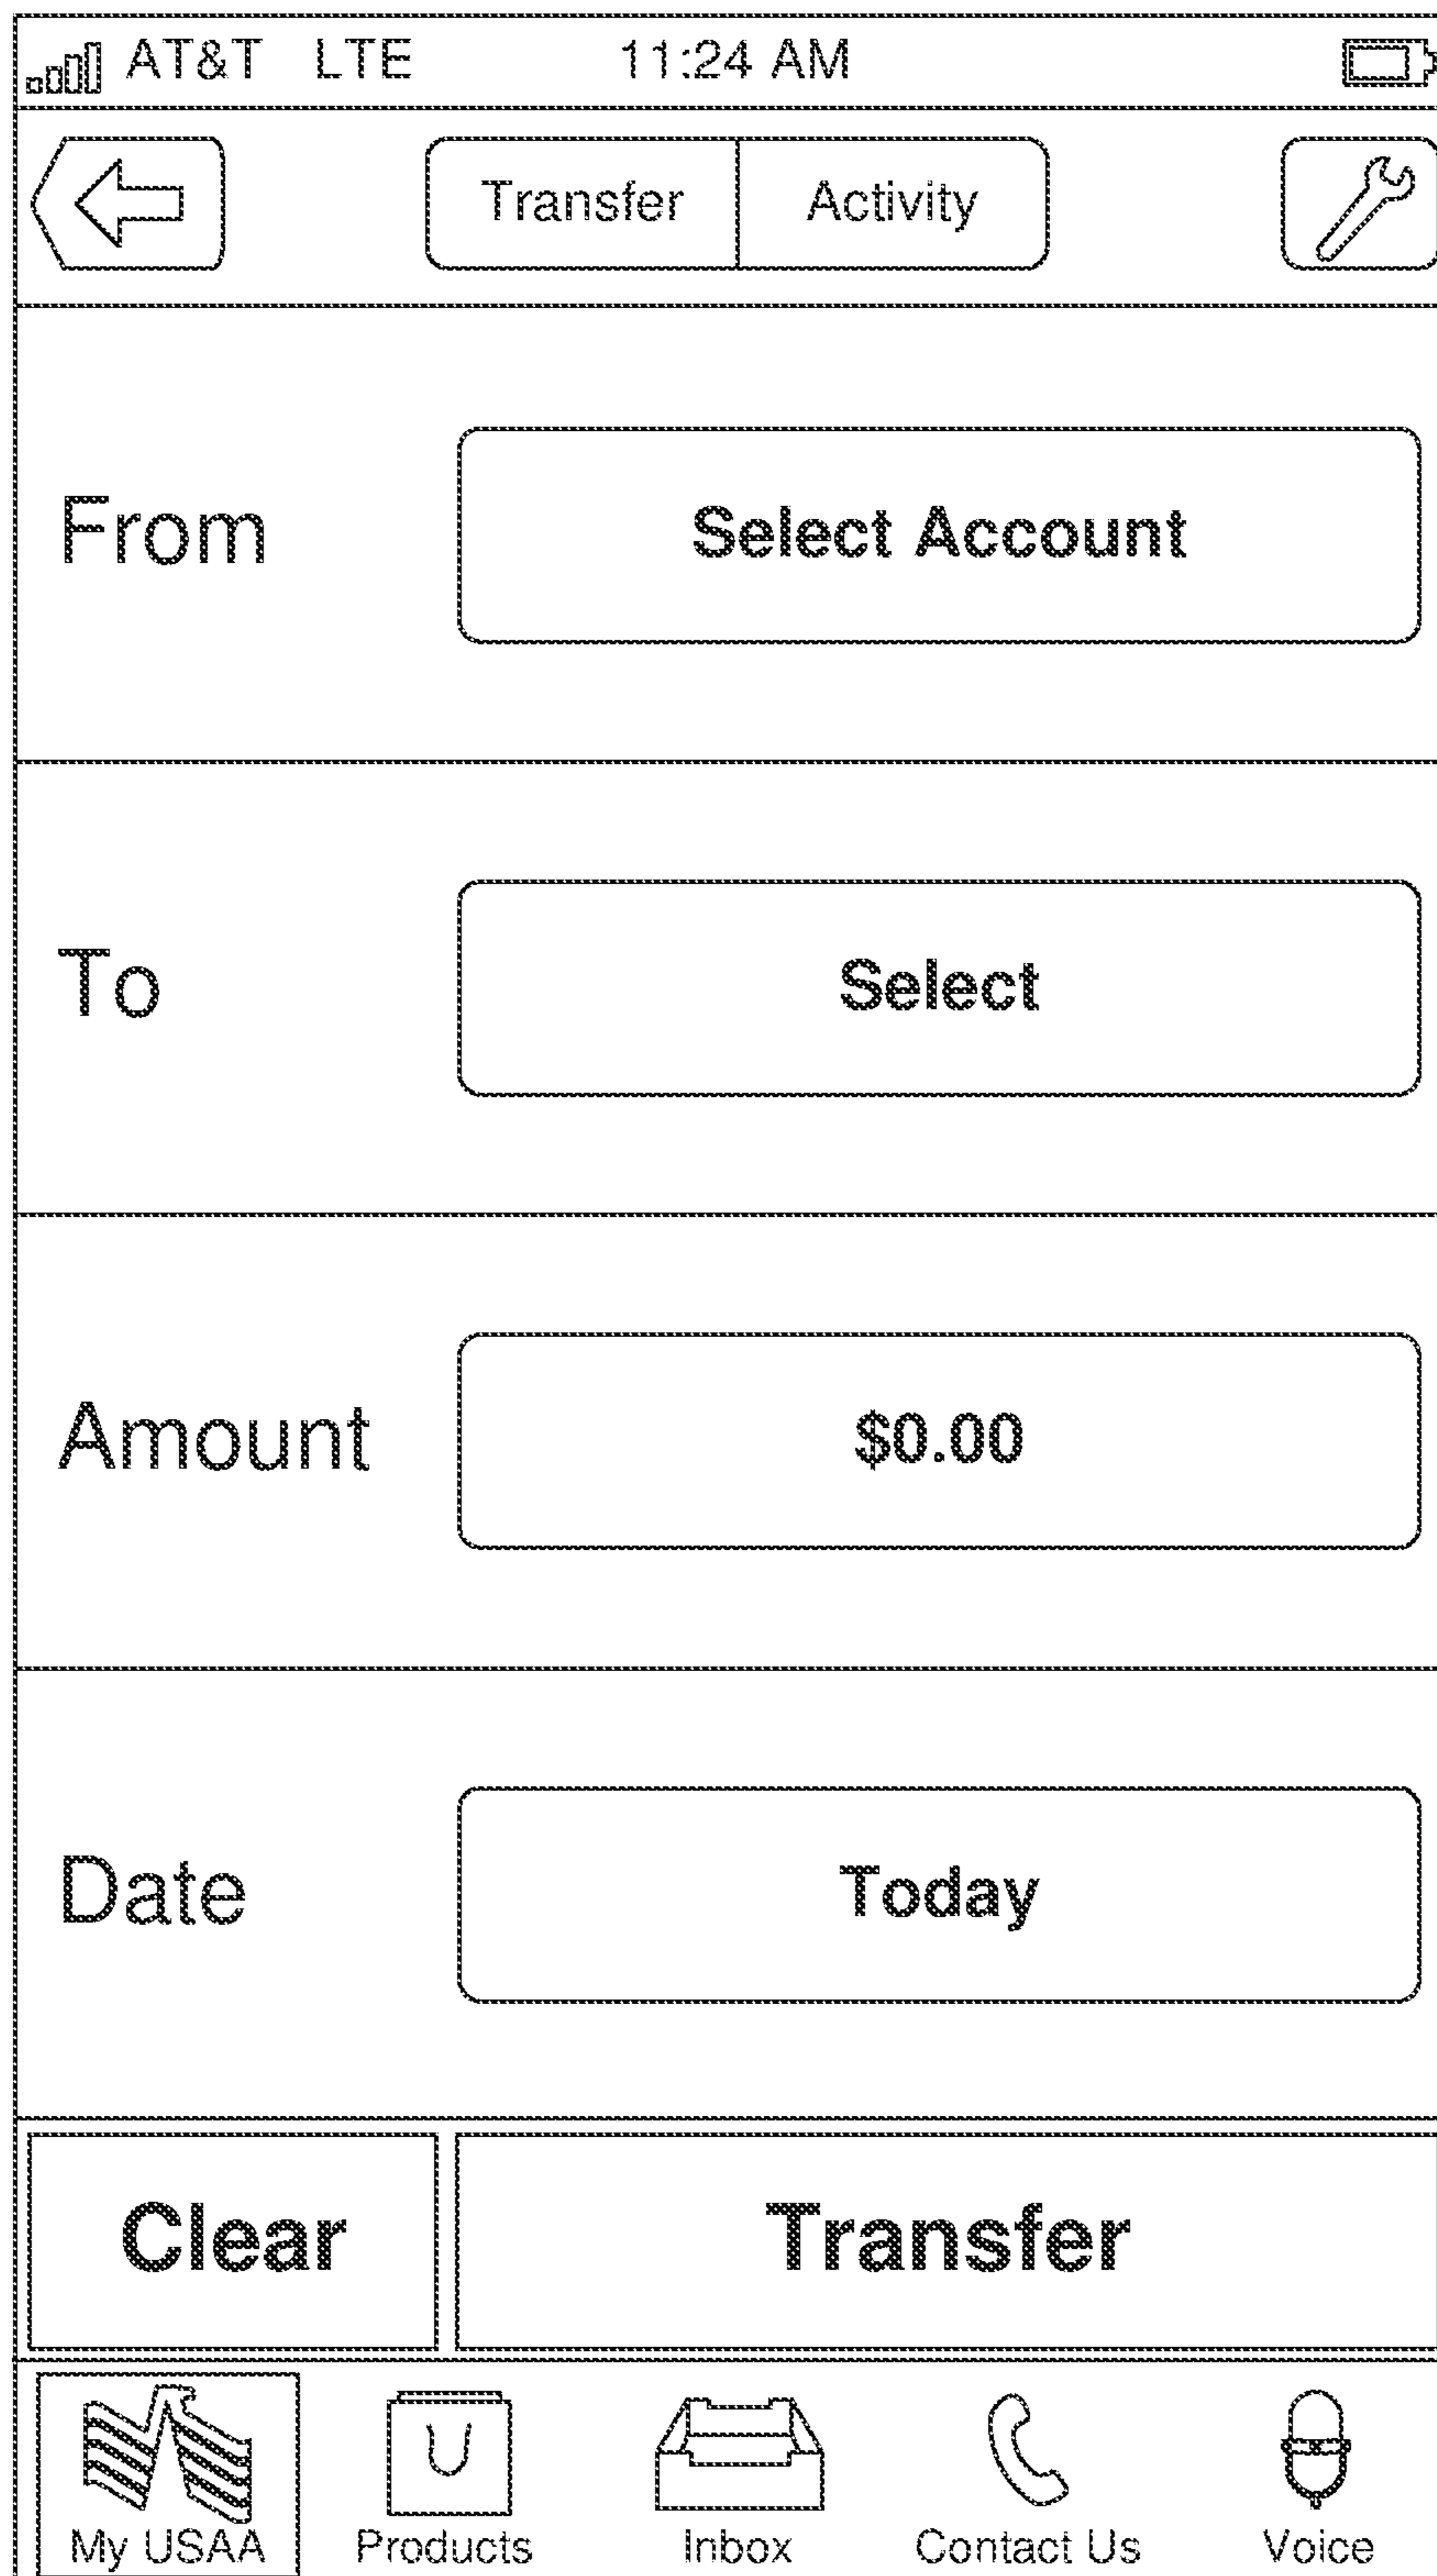 AT&T LTE 11:24 AM
Transfer Activity
From Select Account
To Select
Amount $0.00
Date Today
Clear Transfer
My USAA Products Inbox Contact Us Voice